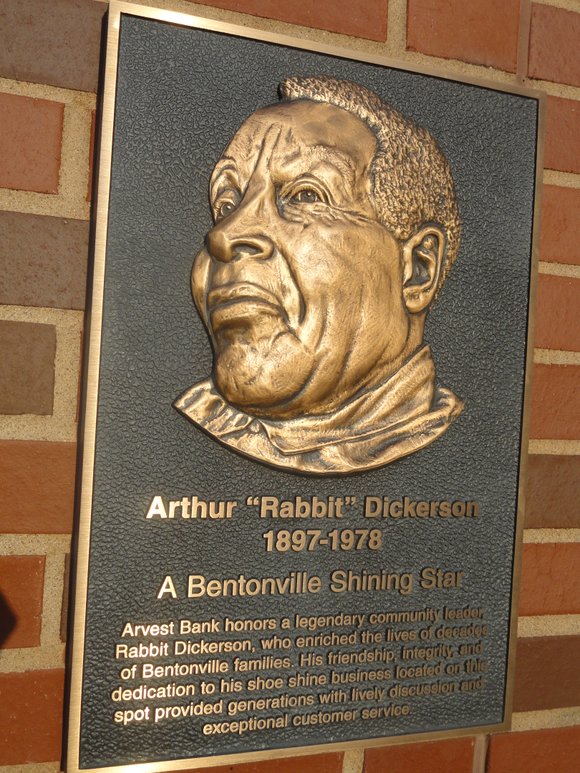 Arthur “Rabbit” Dickerson
1897-1978
A Bentonville Shining Star
Arvest Bank honors a legendary community leader,
Rabbit Dickerson, who enriched the lives of decades
of Bentonville families. His friendship, integrity, and
dedication to his shoe shine business located on this
spot provided generations with lively discussion and
exceptional customer service.